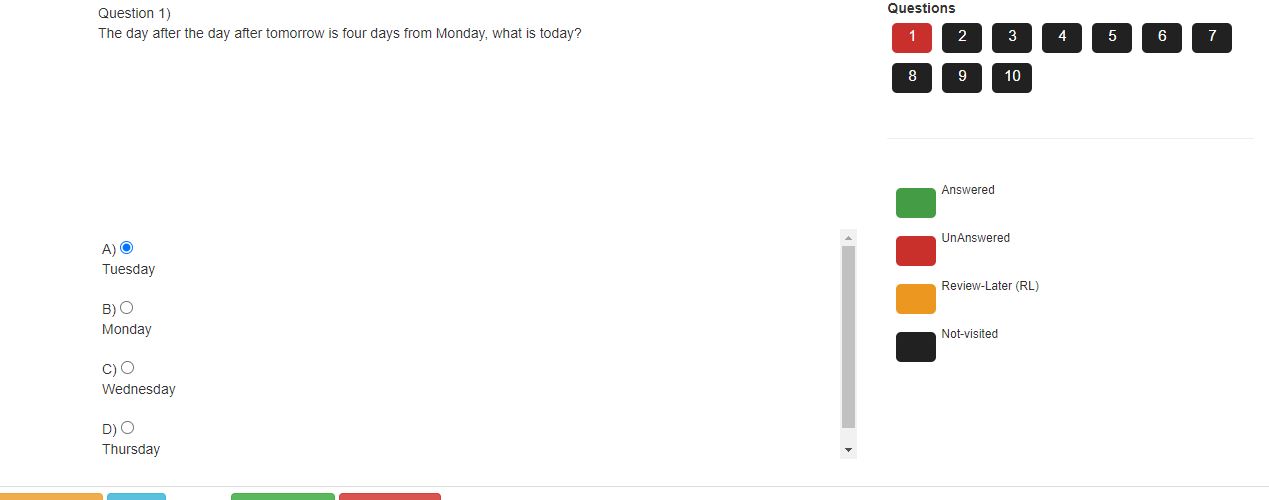 Question 1)
The day after the day after tomorrow is four days from Monday, what is today?
A)
Tuesday
B)
Monday
C)
Wednesday
D)
Thursday
Questions
1 2 3 4 5 6 7
8 9 10
Answered
UnAnswered
Review-Later (RL)
Not-visited